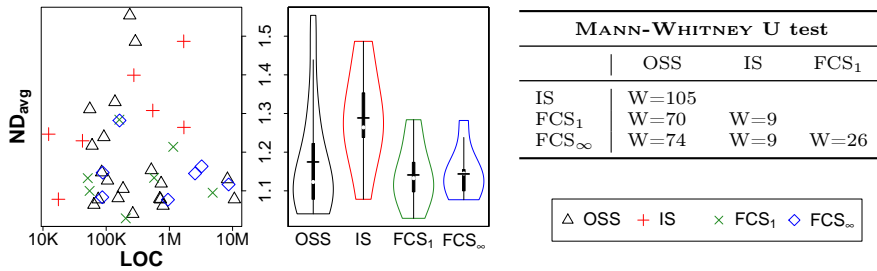 ND_avg
10K 100K 1M 10M
LOC
1.5
1.4
1.3
1.2
1.1
OSS IS FCS₁ FCS∞
MANN-WHITNEY U test
OSS IS FCS₁
IS W=105
FCS₁ W=70 W=9
FCS∞ W=74 W=9 W=26
OSS IS FCS₁ FCS∞